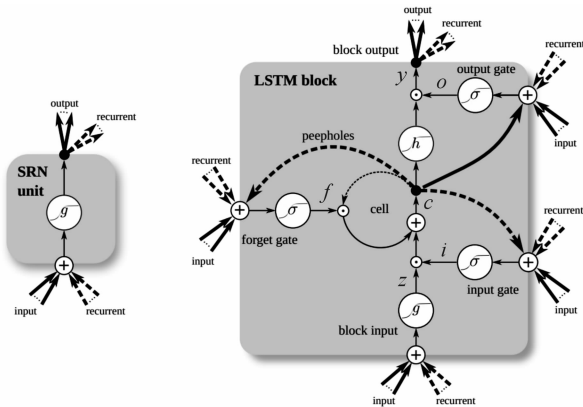 output
recurrent
SRN
unit
g
input
recurrent
output
recurrent
block output
LSTM block
y
output gate
recurrent
o
σ
input
h
peepholes
recurrent
f
σ
cell
c
forget gate
input
recurrent
i
σ
input gate
z
input
block input
g
input
recurrent